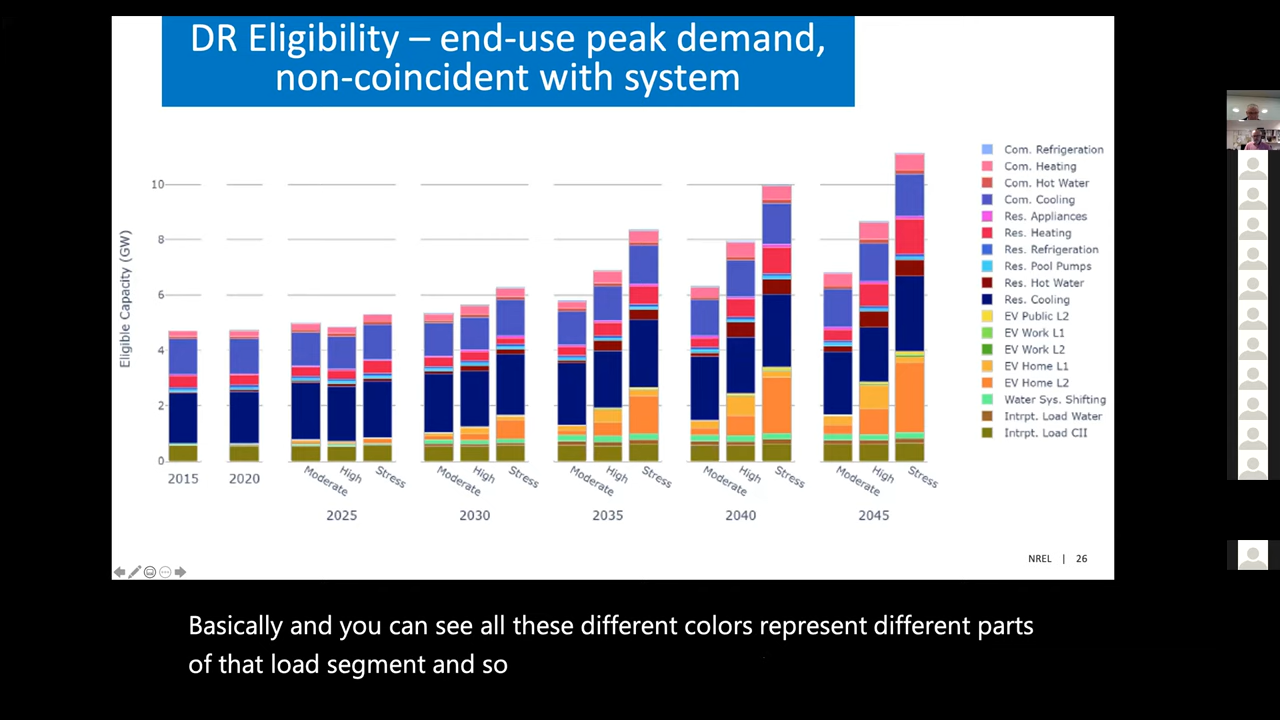 DR Eligibility – end-use peak demand,
non-coincident with system
Eligible Capacity (GW)
10
8
6
4
2
0
2015
2020
Moderate
High
Stress
2025
Moderate
High
Stress
2030
Moderate
High
Stress
2035
Moderate
High
Stress
2040
Moderate
High
Stress
2045
Com. Refrigeration
Com. Heating
Com. Hot Water
Com. Cooling
Res. Appliances
Res. Heating
Res. Refrigeration
Res. Pool Pumps
Res. Hot Water
Res. Cooling
EV Public L2
EV Work L1
EV Work L2
EV Home L1
EV Home L2
Water Sys. Shifting
Intrpt. Load Water
Intrpt. Load CII
NREL | 26
Basically and you can see all these different colors represent different parts
of that load segment and so